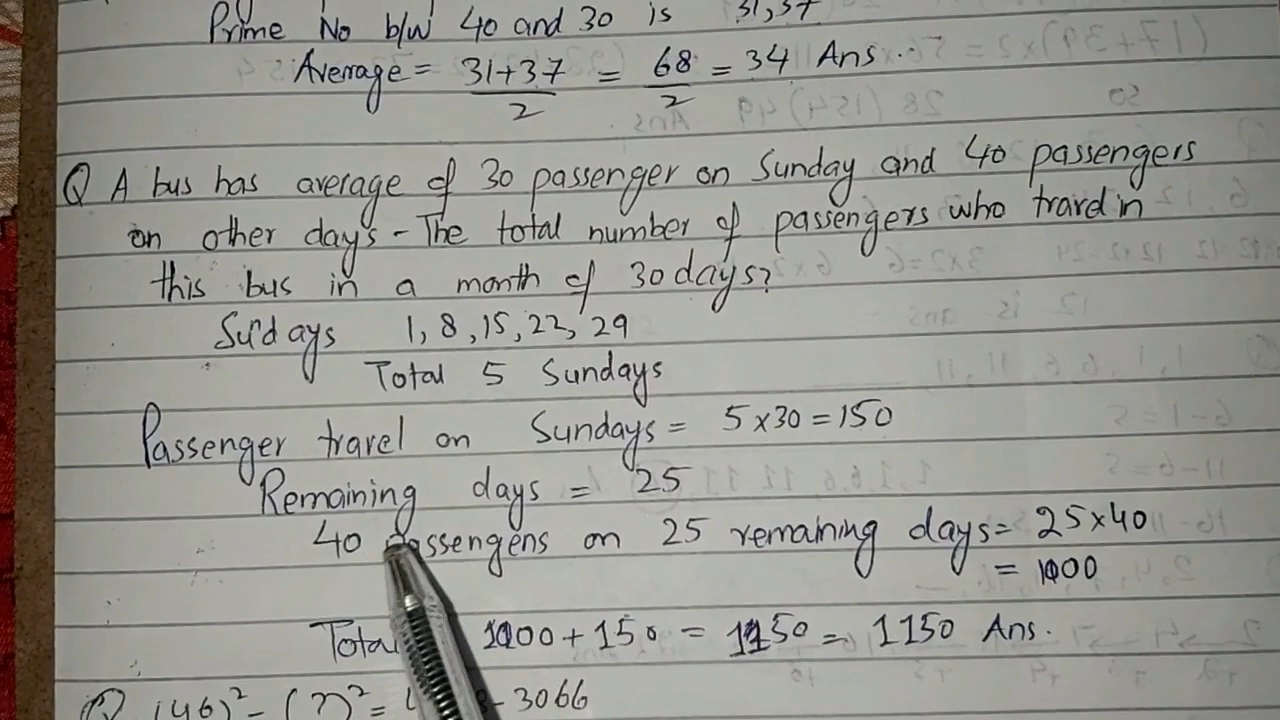 Prime No b/w 40 and 30 is 31,37
Average = 31+37/2 = 68/2 = 34 Ans.
Q A bus has average of 30 passenger on Sunday and 40 passengers
on other days - The total number of passengers who travel in
this bus in a month of 30 days?
Sudays 1, 8, 15, 22, 29
Total 5 Sundays
Passenger travel on Sundays = 5x30 = 150
Remaining days = 25
40 passengers on 25 remaining days = 25x40
= 1000
Total 1000 + 150 = 1150 = 1150 Ans.
Q (46)² - (?)² = 3066